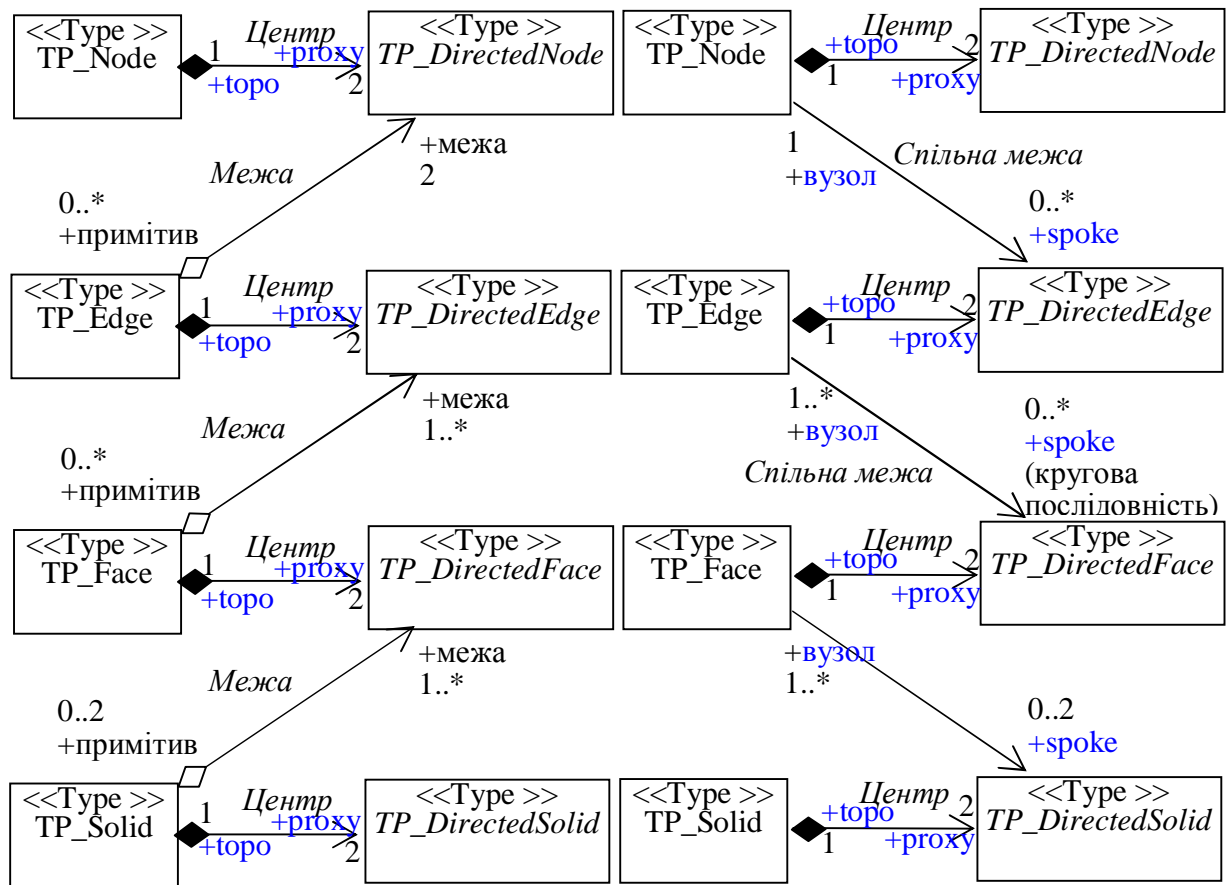 <<Type >>
TP_Node
1
Центр
+proxy
+topo
2
<<Type >>
TP_DirectedNode
<<Type >>
TP_Node
+topo
Центр
2
1
+proxy
<<Type >>
TP_DirectedNode
Межа
+межа
2
0..*
+примітив
1
+вузол
Спільна межа
0..*
+spoke
<<Type >>
TP_Edge
1
Центр
+proxy
+topo
2
<<Type >>
TP_DirectedEdge
<<Type >>
TP_Edge
+topo
Центр
2
1
+proxy
<<Type >>
TP_DirectedEdge
Межа
+межа
1..*
0..*
+примітив
1..*
+вузол
Спільна межа
0..*
+spoke
(кругова
послідовність)
<<Type >>
TP_Face
1
Центр
+proxy
+topo
2
<<Type >>
TP_DirectedFace
<<Type >>
TP_Face
+topo
Центр
2
1
+proxy
<<Type >>
TP_DirectedFace
Межа
+межа
1..*
0..2
+примітив
+вузол
1..*
0..2
+spoke
<<Type >>
TP_Solid
1
Центр
+proxy
+topo
2
<<Type >>
TP_DirectedSolid
<<Type >>
TP_Solid
+topo
Центр
2
1
+proxy
<<Type >>
TP_DirectedSolid